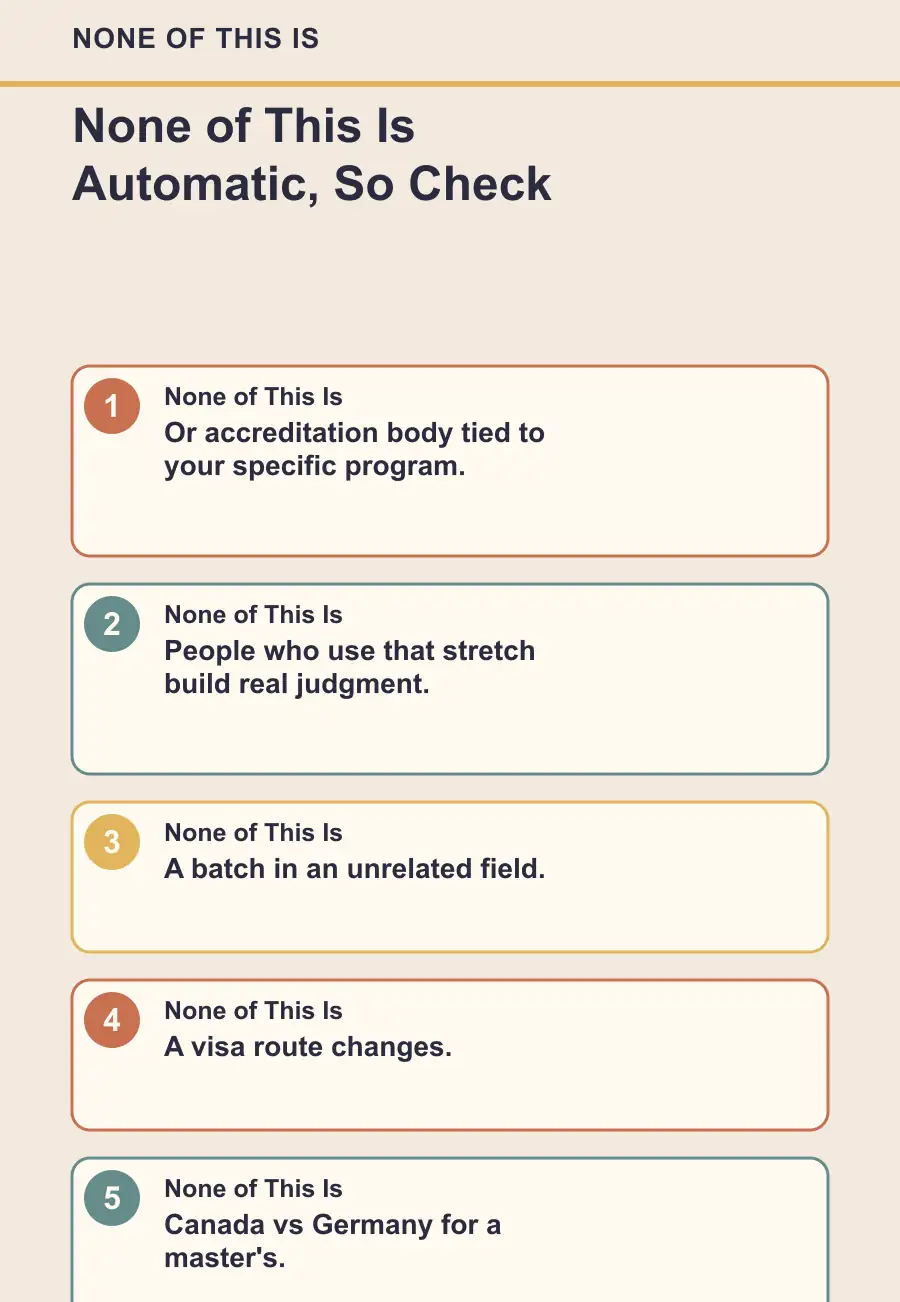 NONE OF THIS IS
None of This Is
Automatic, So Check
1
None of This Is
Or accreditation body tied to
your specific program.
2
None of This Is
People who use that stretch
build real judgment.
3
None of This Is
A batch in an unrelated field.
4
None of This Is
A visa route changes.
5
None of This Is
Canada vs Germany for a
master's.